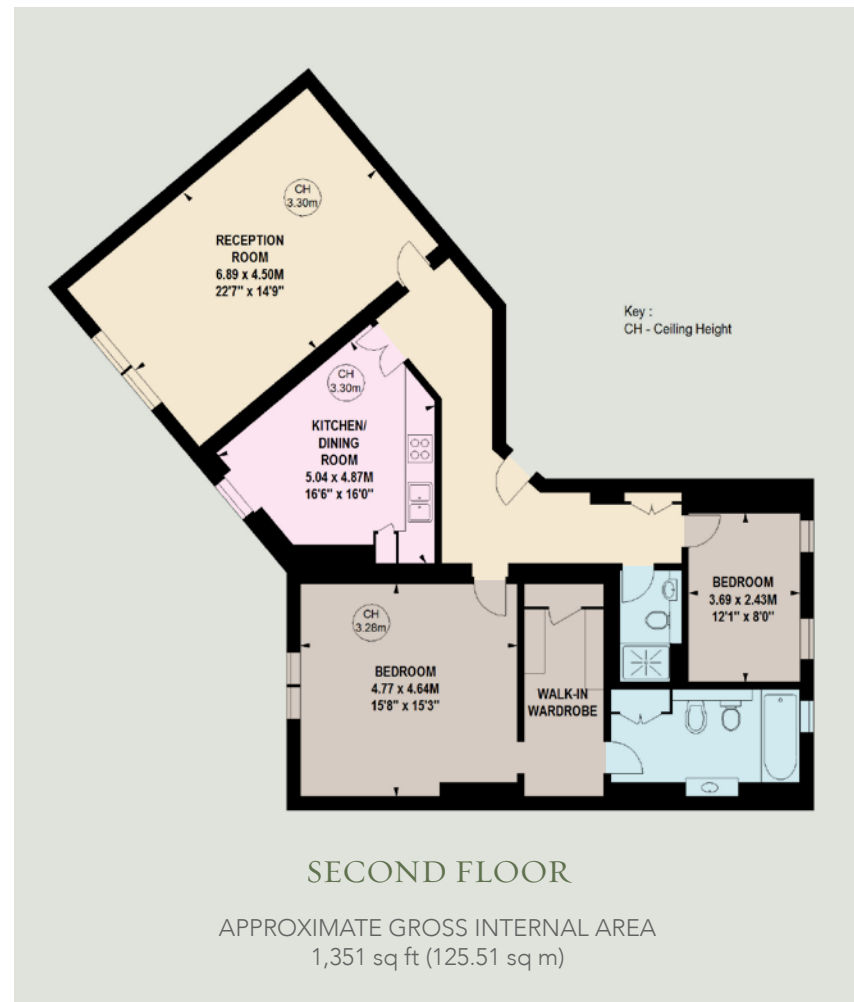 CH
3.30m
RECEPTION
ROOM
6.89 x 4.50M
22'7" x 14'9"
Key :
CH - Ceiling Height
CH
3.30m
KITCHEN/
DINING
ROOM
5.04 x 4.87M
16'6" x 16'0"
BEDROOM
3.69 x 2.43M
12'1" x 8'0"
CH
3.28m
BEDROOM
4.77 x 4.64M
15'8" x 15'3"
WALK-IN
WARDROBE
SECOND FLOOR
APPROXIMATE GROSS INTERNAL AREA
1,351 sq ft (125.51 sq m)